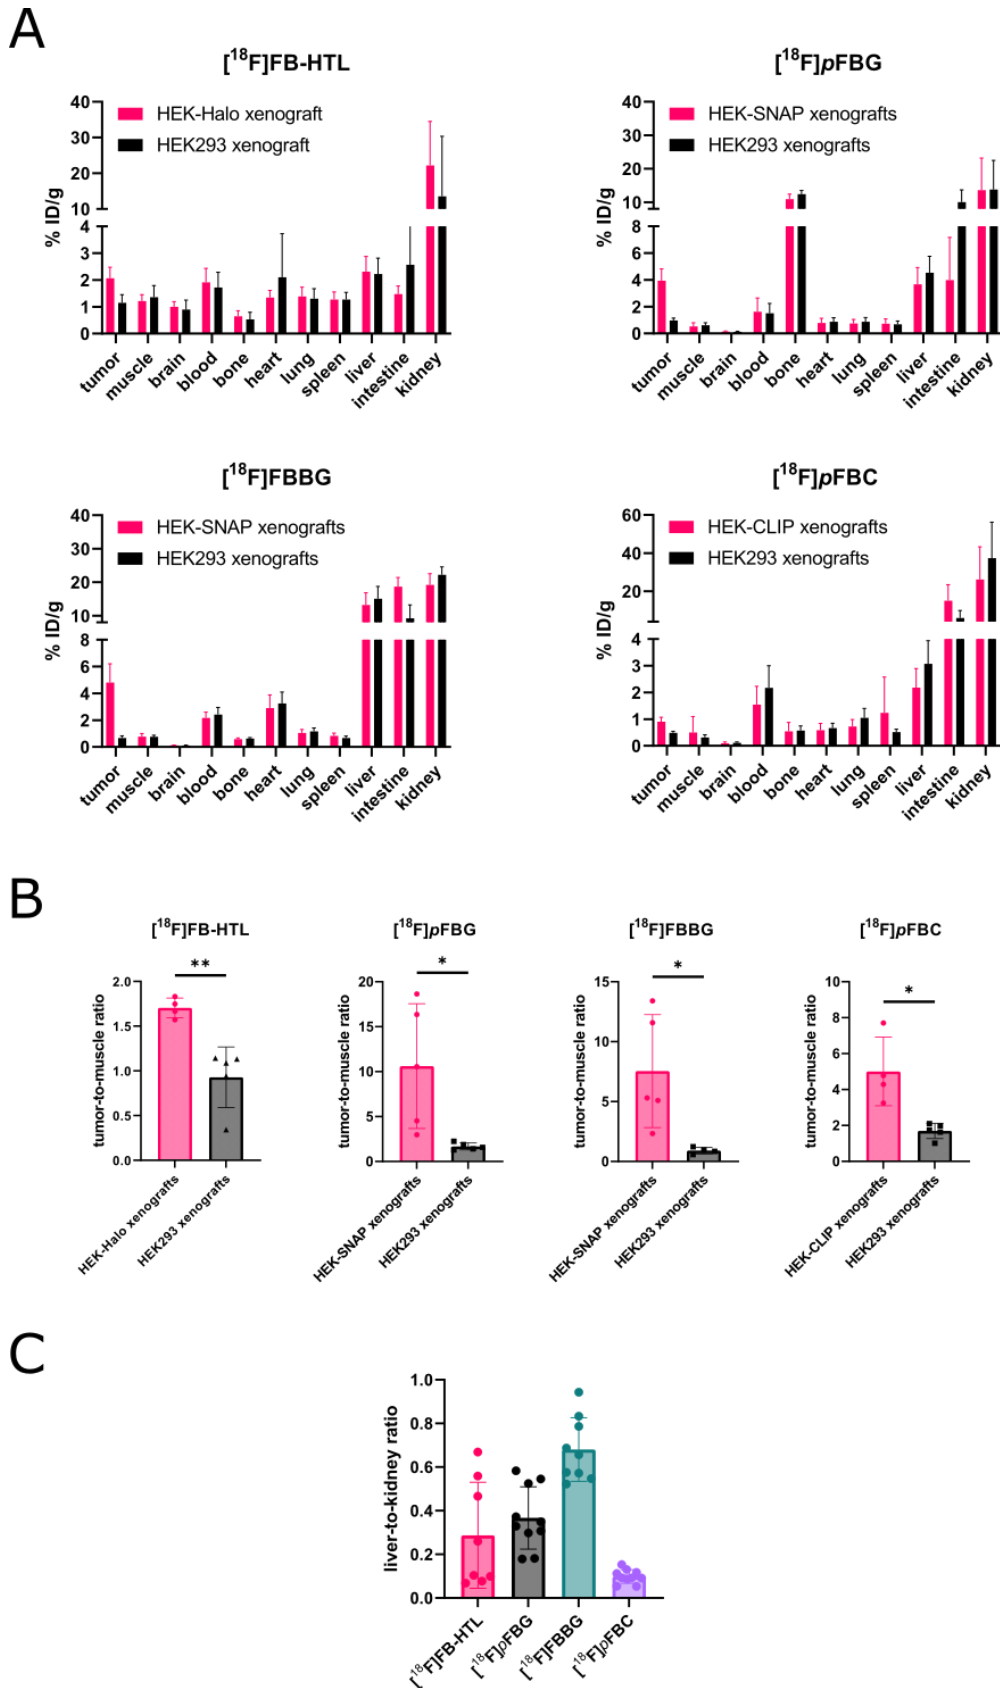 A
[18F]FB-HTL
HEK-Halo xenograft
HEK293 xenograft
% ID/g
40
30
20
10
4
3
2
1
0
tumor
muscle
brain
blood
bone
heart
lung
spleen
liver
intestine
kidney
[18F]pFBG
HEK-SNAP xenografts
HEK293 xenografts
% ID/g
40
30
20
10
8
6
4
2
0
tumor
muscle
brain
blood
bone
heart
lung
spleen
liver
intestine
kidney
[18F]FBBG
HEK-SNAP xenografts
HEK293 xenografts
% ID/g
40
30
20
10
8
6
4
2
0
tumor
muscle
brain
blood
bone
heart
lung
spleen
liver
intestine
kidney
[18F]pFBC
HEK-CLIP xenografts
HEK293 xenografts
% ID/g
60
40
20
4
3
2
1
0
tumor
muscle
brain
blood
bone
heart
lung
spleen
liver
intestine
kidney
B
[18F]FB-HTL
**
tumor-to-muscle ratio
2.0
1.5
1.0
0.5
0.0
HEK-Halo xenografts
HEK293 xenografts
[18F]pFBG
*
tumor-to-muscle ratio
20
15
10
5
0
HEK-SNAP xenografts
HEK293 xenografts
[18F]FBBG
*
tumor-to-muscle ratio
15
10
5
0
HEK-SNAP xenografts
HEK293 xenografts
[18F]pFBC
*
tumor-to-muscle ratio
10
8
6
4
2
0
HEK-CLIP xenografts
HEK293 xenografts
C
liver-to-kidney ratio
1.0
0.8
0.6
0.4
0.2
0.0
[18F]FB-HTL
[18F]pFBG
[18F]FBBG
[18F]pFBC